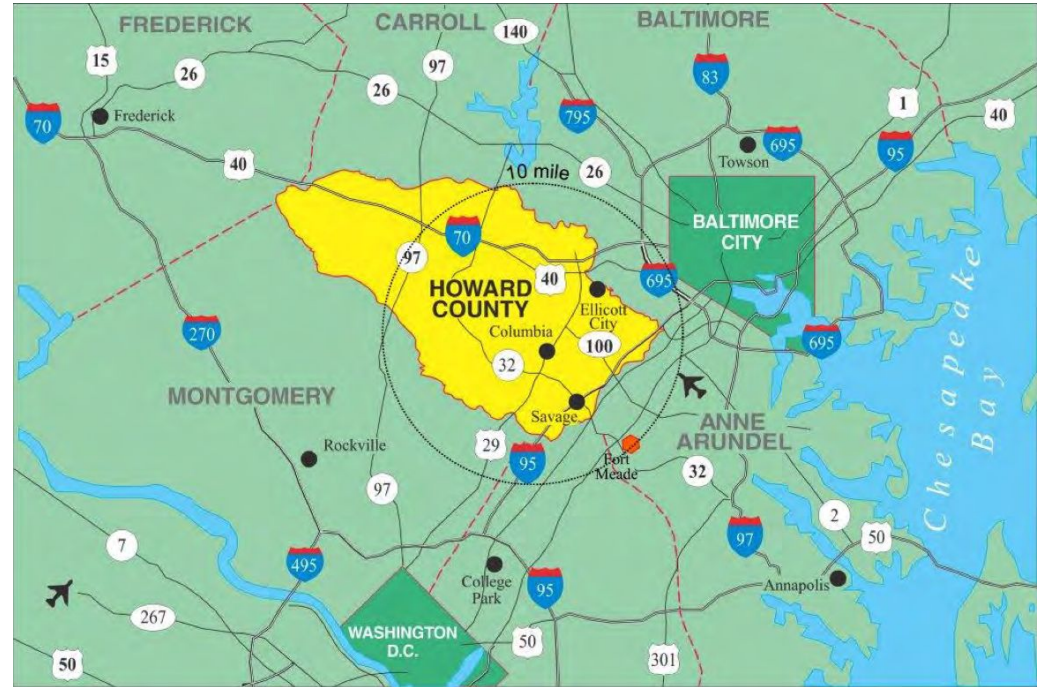 FREDERICK
CARROLL
BALTIMORE
140
15
97
83
26
26
1
40
70
Frederick
795
695
95
Towson
40
10 mile
26
BALTIMORE
CITY
70
97
40
695
HOWARD
COUNTY
Ellicott
City
270
Columbia
100
695
32
MONTGOMERY
Savage
ANNE
ARUNDEL
Chesapeake
Bay
29
Rockville
95
Fort
Meade
32
97
2
7
97
50
495
College
Park
95
Annapolis
267
WASHINGTON
D.C.
50
50
301